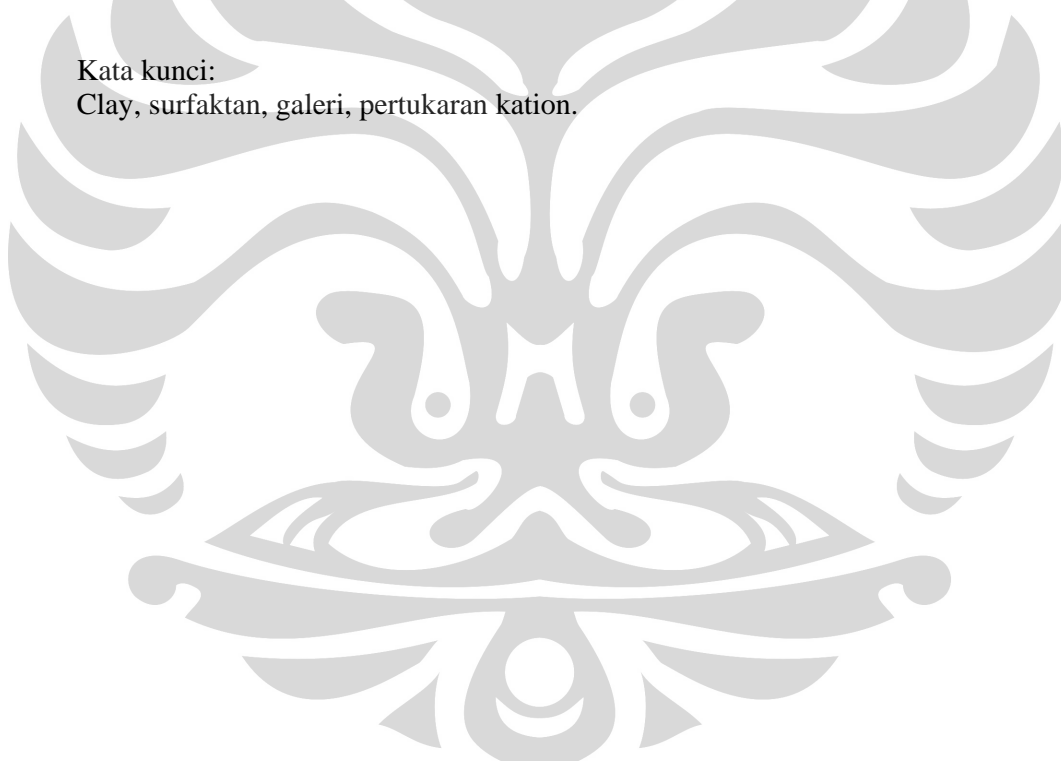 Kata kunci:
Clay, surfaktan, galeri, pertukaran kation.